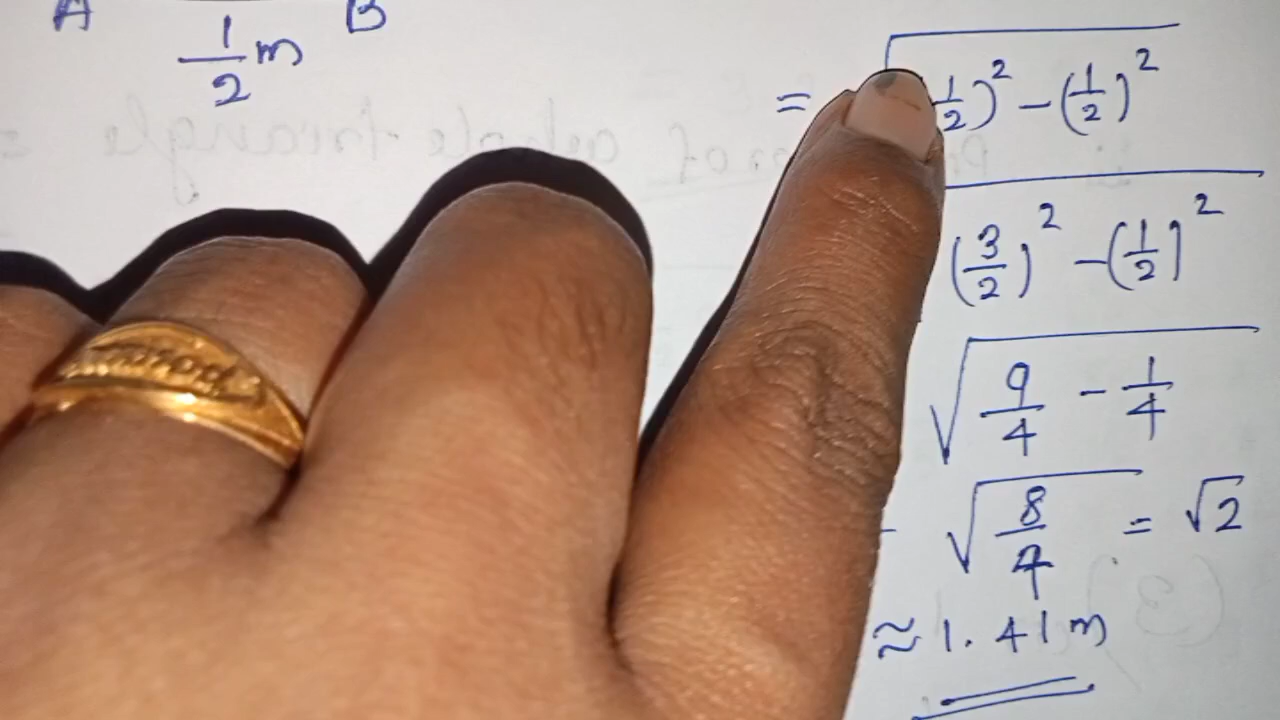 A B
1/2 m
= 1/2)² - (1/2)²
(3/2)² - (1/2)²
√9/4 - 1/4
√8/4 = √2
≈ 1.41 m